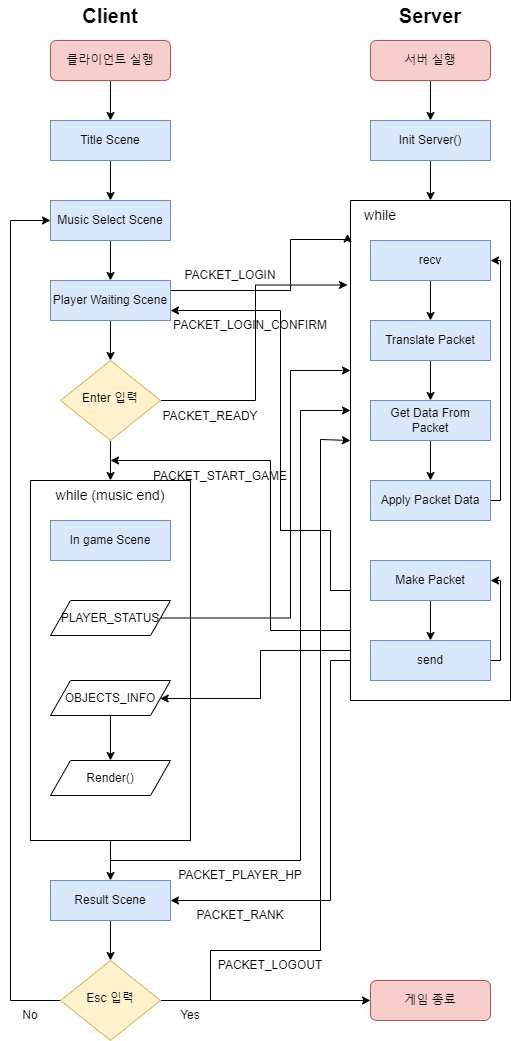 Client
Server
클라이언트 실행
서버 실행
Title Scene
Init Server()
Music Select Scene
while
recv
PACKET_LOGIN
Player Waiting Scene
PACKET_LOGIN_CONFIRM
Translate Packet
Enter 입력
PACKET_READY
Get Data From
Packet
PACKET_START_GAME
while (music end)
Apply Packet Data
In game Scene
Make Packet
PLAYER_STATUS
send
OBJECTS_INFO
Render()
PACKET_PLAYER_HP
Result Scene
PACKET_RANK
PACKET_LOGOUT
Esc 입력
게임 종료
No
Yes